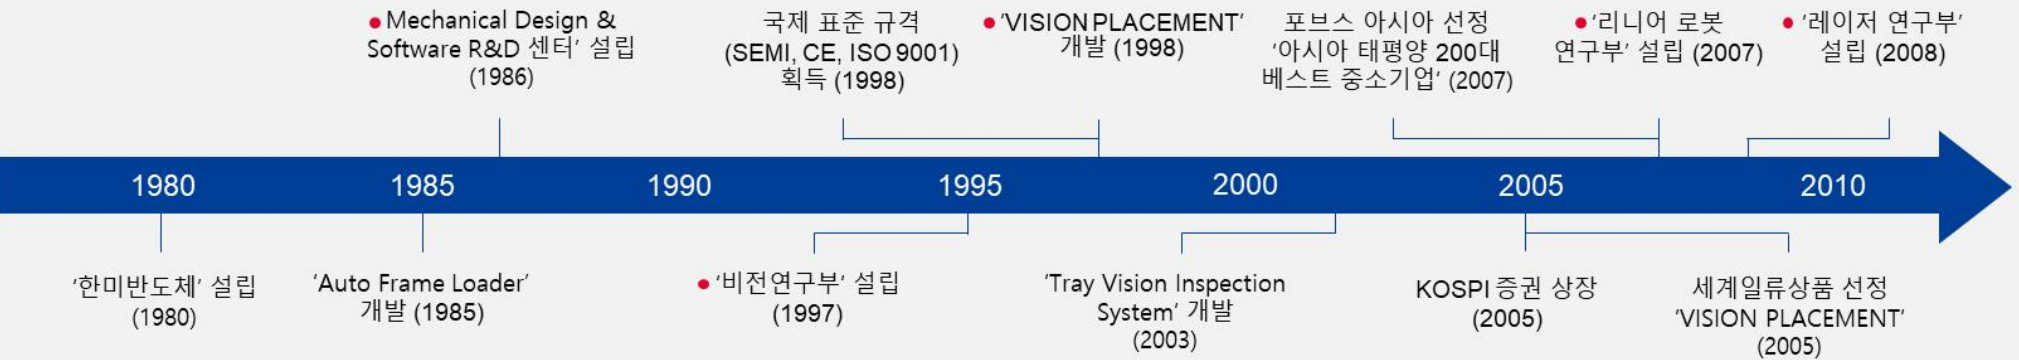 ● Mechanical Design &
Software R&D 센터’ 설립
(1986)
국제 표준 규격
(SEMI, CE, ISO 9001)
획득 (1998)
● ‘VISION PLACEMENT’
개발 (1998)
포브스 아시아 선정
‘아시아 태평양 200대
베스트 중소기업’ (2007)
● ‘리니어 로봇
연구부’ 설립 (2007)
● ‘레이저 연구부’
설립 (2008)
1980 1985 1990 1995 2000 2005 2010
‘한미반도체’ 설립
(1980)
‘Auto Frame Loader’
개발 (1985)
● ‘비전연구부’ 설립
(1997)
‘Tray Vision Inspection
System’ 개발
(2003)
KOSPI 증권 상장
(2005)
세계일류상품 선정
‘VISION PLACEMENT’
(2005)